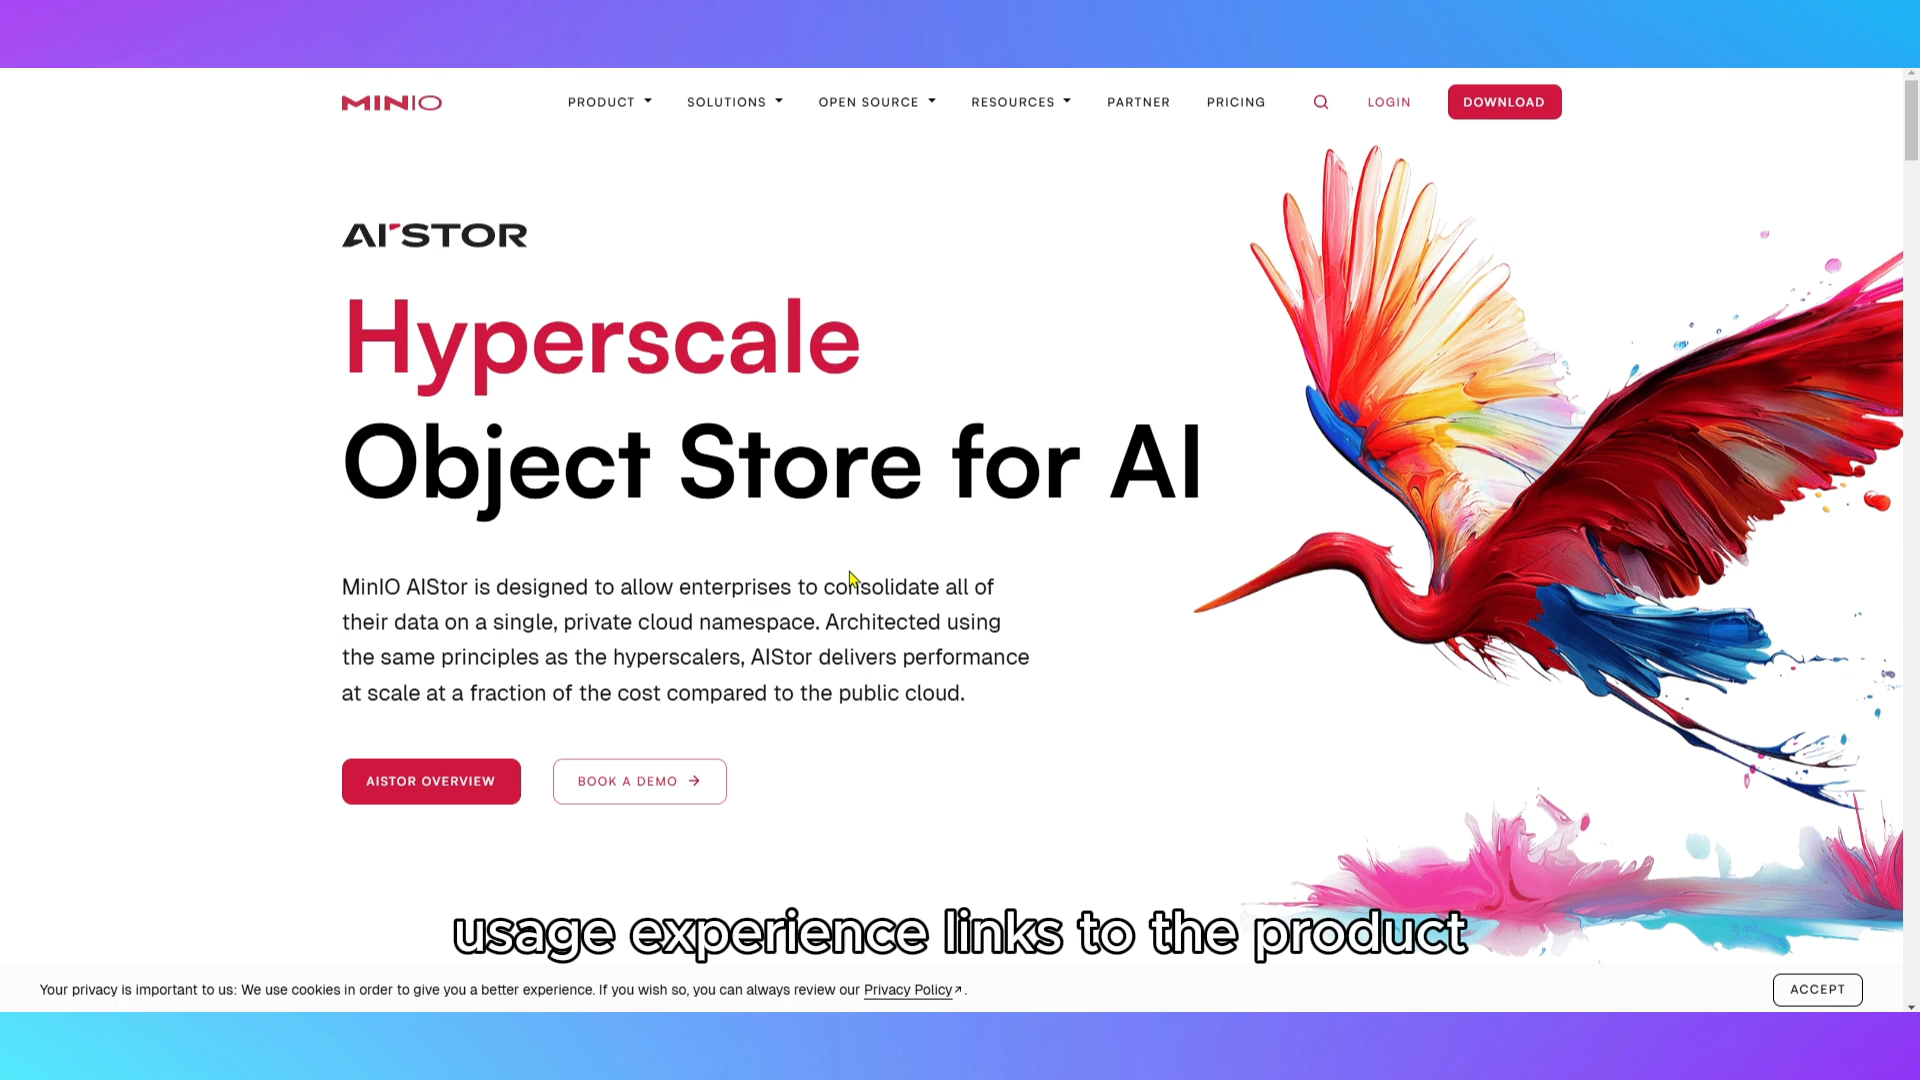 MINIO
PRODUCT
SOLUTIONS
OPEN SOURCE
RESOURCES
PARTNER
PRICING
LOGIN
DOWNLOAD
AISTOR
Hyperscale
Object Store for AI
MinIO AIStor is designed to allow enterprises to consolidate all of
their data on a single, private cloud namespace. Architected using
the same principles as the hyperscalers, AIStor delivers performance
at scale at a fraction of the cost compared to the public cloud.
AISTOR OVERVIEW
BOOK A DEMO
usage experience links to the product
Your privacy is important to us: We use cookies in order to give you a better experience. If you wish so, you can always review our Privacy Policy.
ACCEPT